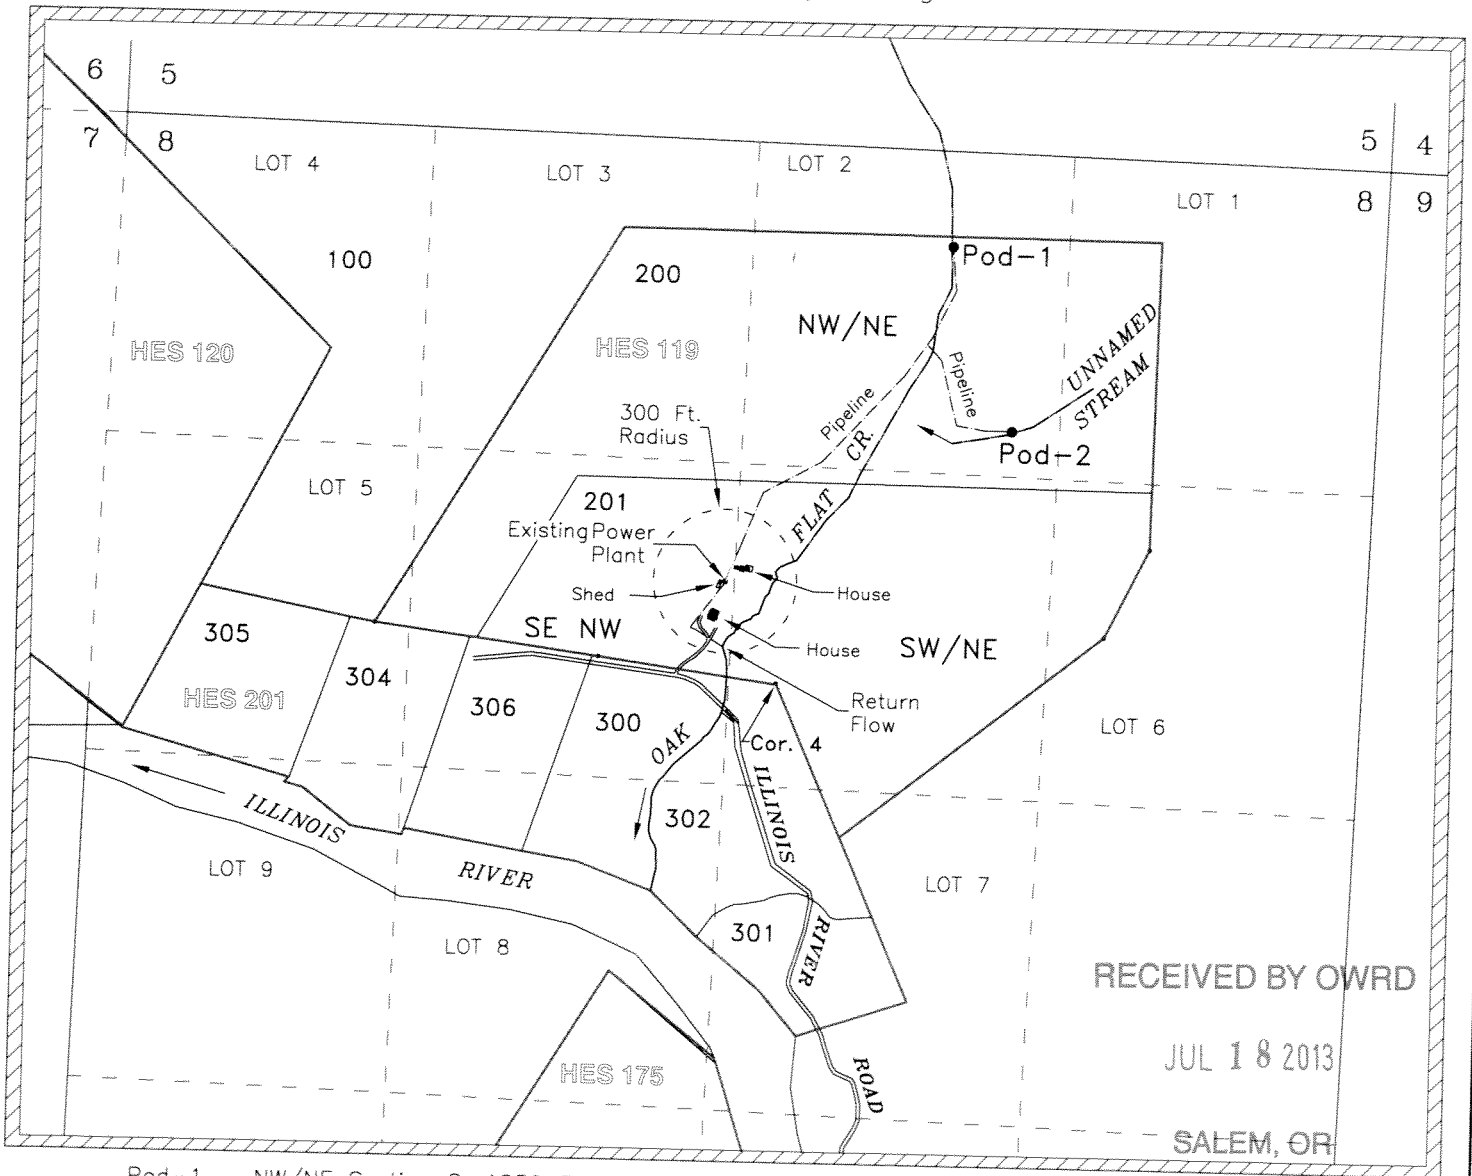 6 5
7 8
5 4
8 9
LOT 4
LOT 3
LOT 2
LOT 1
100
200
Pod-1
NW/NE
HES 120
HES 119
UNNAMED
STREAM
Pipeline
Pipeline
300 Ft.
Radius
Pod-2
LOT 5
201
FLAT
CR.
Existing Power
Plant
Shed
House
305
SE NW
House
SW/NE
HES 201
304
306
300
Return
Flow
LOT 6
OAK
Cor. 4
ILLINOIS
RIVER
ROAD
302
ILLINOIS
RIVER
LOT 9
LOT 7
LOT 8
301
HES 175
RECEIVED BY OWRD
JUL 18 2013
SALEM, OR